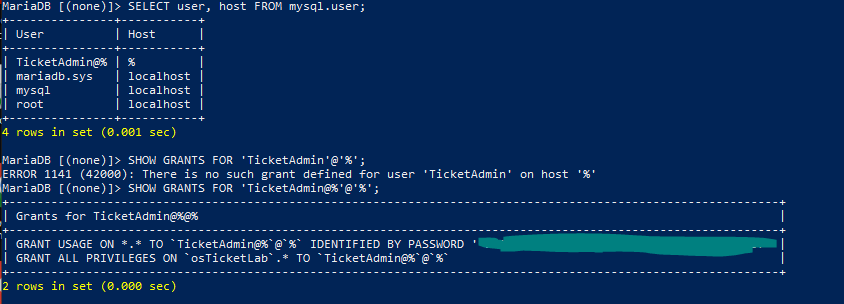 MariaDB [(none)]> SELECT user, host FROM mysql.user;
+---------------+-----------+
| User          | Host      |
+---------------+-----------+
| TicketAdmin@% | %         |
| mariadb.sys   | localhost |
| mysql         | localhost |
| root          | localhost |
+---------------+-----------+
4 rows in set (0.001 sec)
MariaDB [(none)]> SHOW GRANTS FOR 'TicketAdmin'@'%';
ERROR 1141 (42000): There is no such grant defined for user 'TicketAdmin' on host '%'
MariaDB [(none)]> SHOW GRANTS FOR 'TicketAdmin@%'@'%';
+----------------------------------------------------------------------------------------------------------------+
| Grants for TicketAdmin@%@% |
+----------------------------------------------------------------------------------------------------------------+
| GRANT USAGE ON *.* TO `TicketAdmin@%`@`%` IDENTIFIED BY PASSWORD ' |
| GRANT ALL PRIVILEGES ON `osTicketLab`.* TO `TicketAdmin@%`@`%` |
+----------------------------------------------------------------------------------------------------------------+
2 rows in set (0.000 sec)